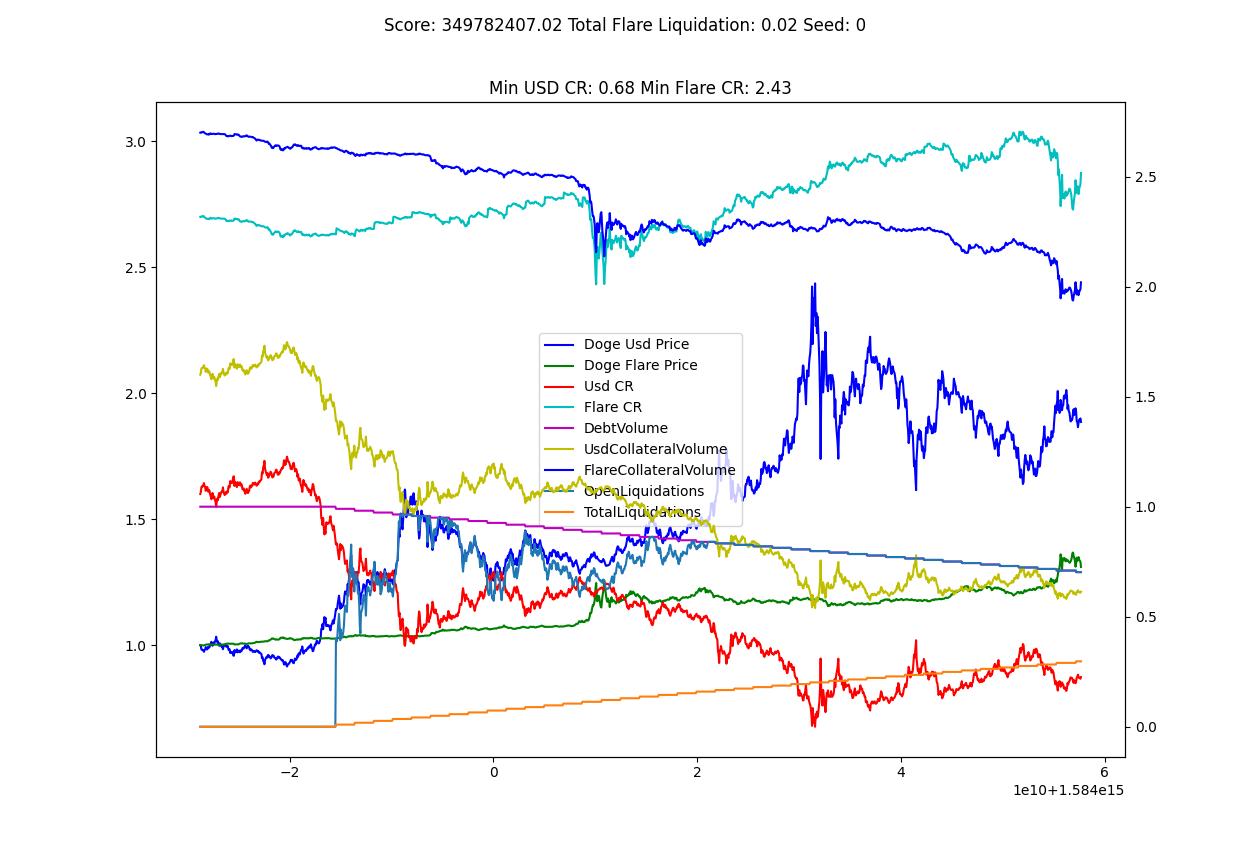 Score: 349782407.02 Total Flare Liquidation: 0.02 Seed: 0
Min USD CR: 0.68 Min Flare CR: 2.43
3.0
2.5
2.0
1.5
1.0
2.5
2.0
1.5
1.0
0.5
0.0
Doge Usd Price
Doge Flare Price
Usd CR
Flare CR
DebtVolume
UsdCollateralVolume
FlareCollateralVolume
OpenLiquidations
TotalLiquidations
−2 0 2 4 6
1e10+1.584e15